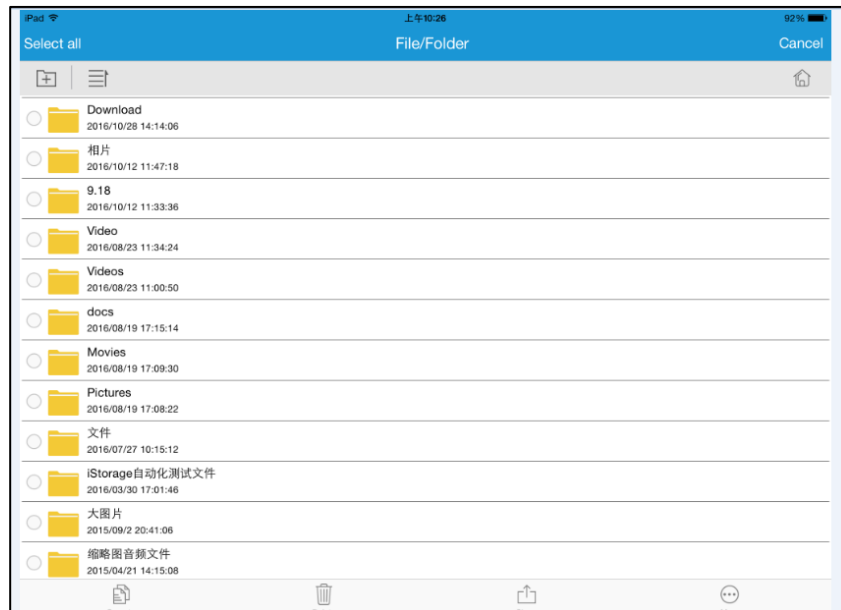 iPad 上午10:26 92%
Select all File/Folder Cancel
Download
2016/10/28 14:14:06
相片
2016/10/12 11:47:18
9.18
2016/10/12 11:33:36
Video
2016/08/23 11:34:24
Videos
2016/08/23 11:00:50
docs
2016/08/19 17:15:14
Movies
2016/08/19 17:09:30
Pictures
2016/08/19 17:08:22
文件
2016/07/27 10:15:12
iStorage自动化测试文件
2016/03/30 17:01:46
大图片
2015/09/2 20:41:06
缩略图音频文件
2015/04/21 14:15:08